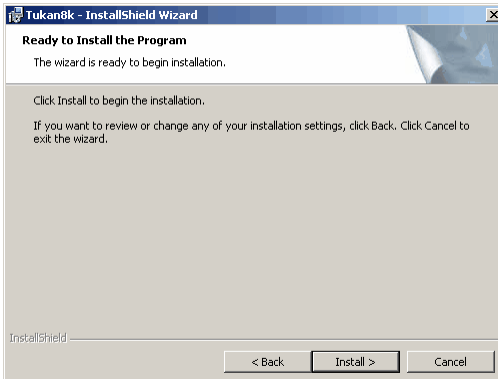 Tukan8k - InstallShield Wizard
Ready to Install the Program
The wizard is ready to begin installation.
Click Install to begin the installation.
If you want to review or change any of your installation settings, click Back. Click Cancel to
exit the wizard.
InstallShield
< Back
Install >
Cancel